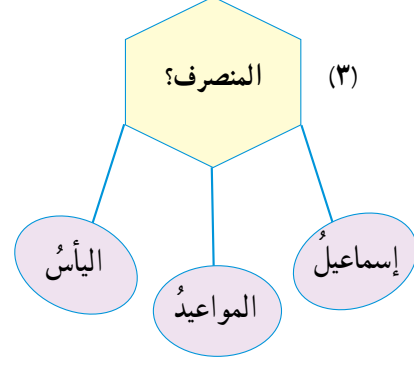 (٣)
المنصرف؟
إسماعيلُ
المواعيدُ
اليأسُ